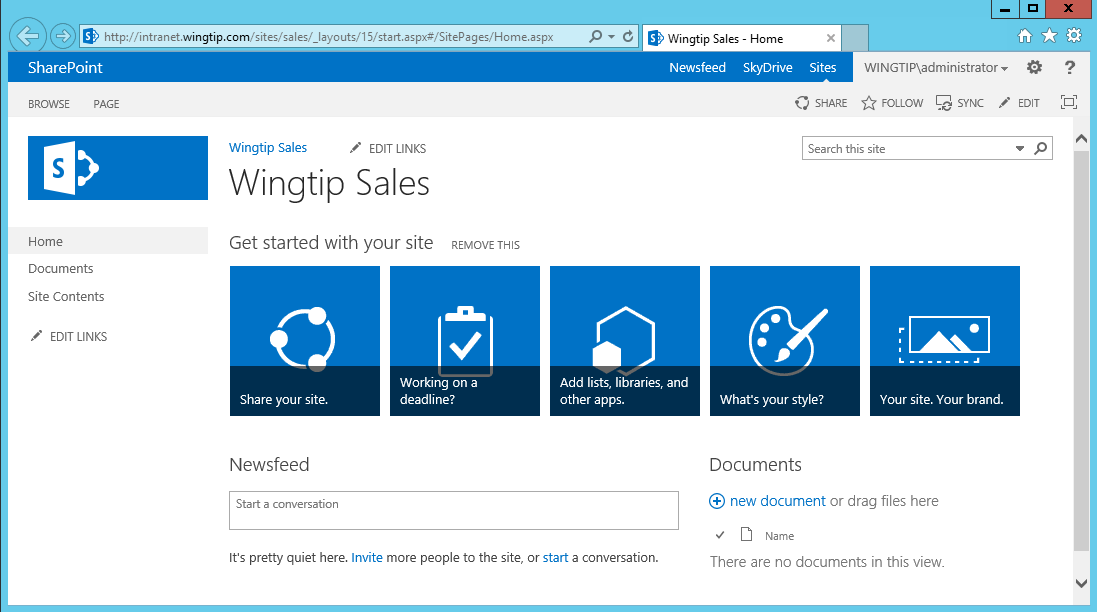 http://intranet.wingtip.com/sites/sales/_layouts/15/start.aspx#/SitePages/Home.aspx
Wingtip Sales - Home
SharePoint
Newsfeed SkyDrive Sites WINGTIP\administrator ?
BROWSE PAGE
SHARE FOLLOW SYNC EDIT
S
Wingtip Sales EDIT LINKS
Search this site
Wingtip Sales
Home
Documents
Site Contents
EDIT LINKS
Get started with your site REMOVE THIS
Share your site.
Working on a
deadline?
Add lists, libraries, and
other apps.
What's your style?
Your site. Your brand.
Newsfeed
Start a conversation
It's pretty quiet here. Invite more people to the site, or start a conversation.
Documents
new document or drag files here
Name
There are no documents in this view.